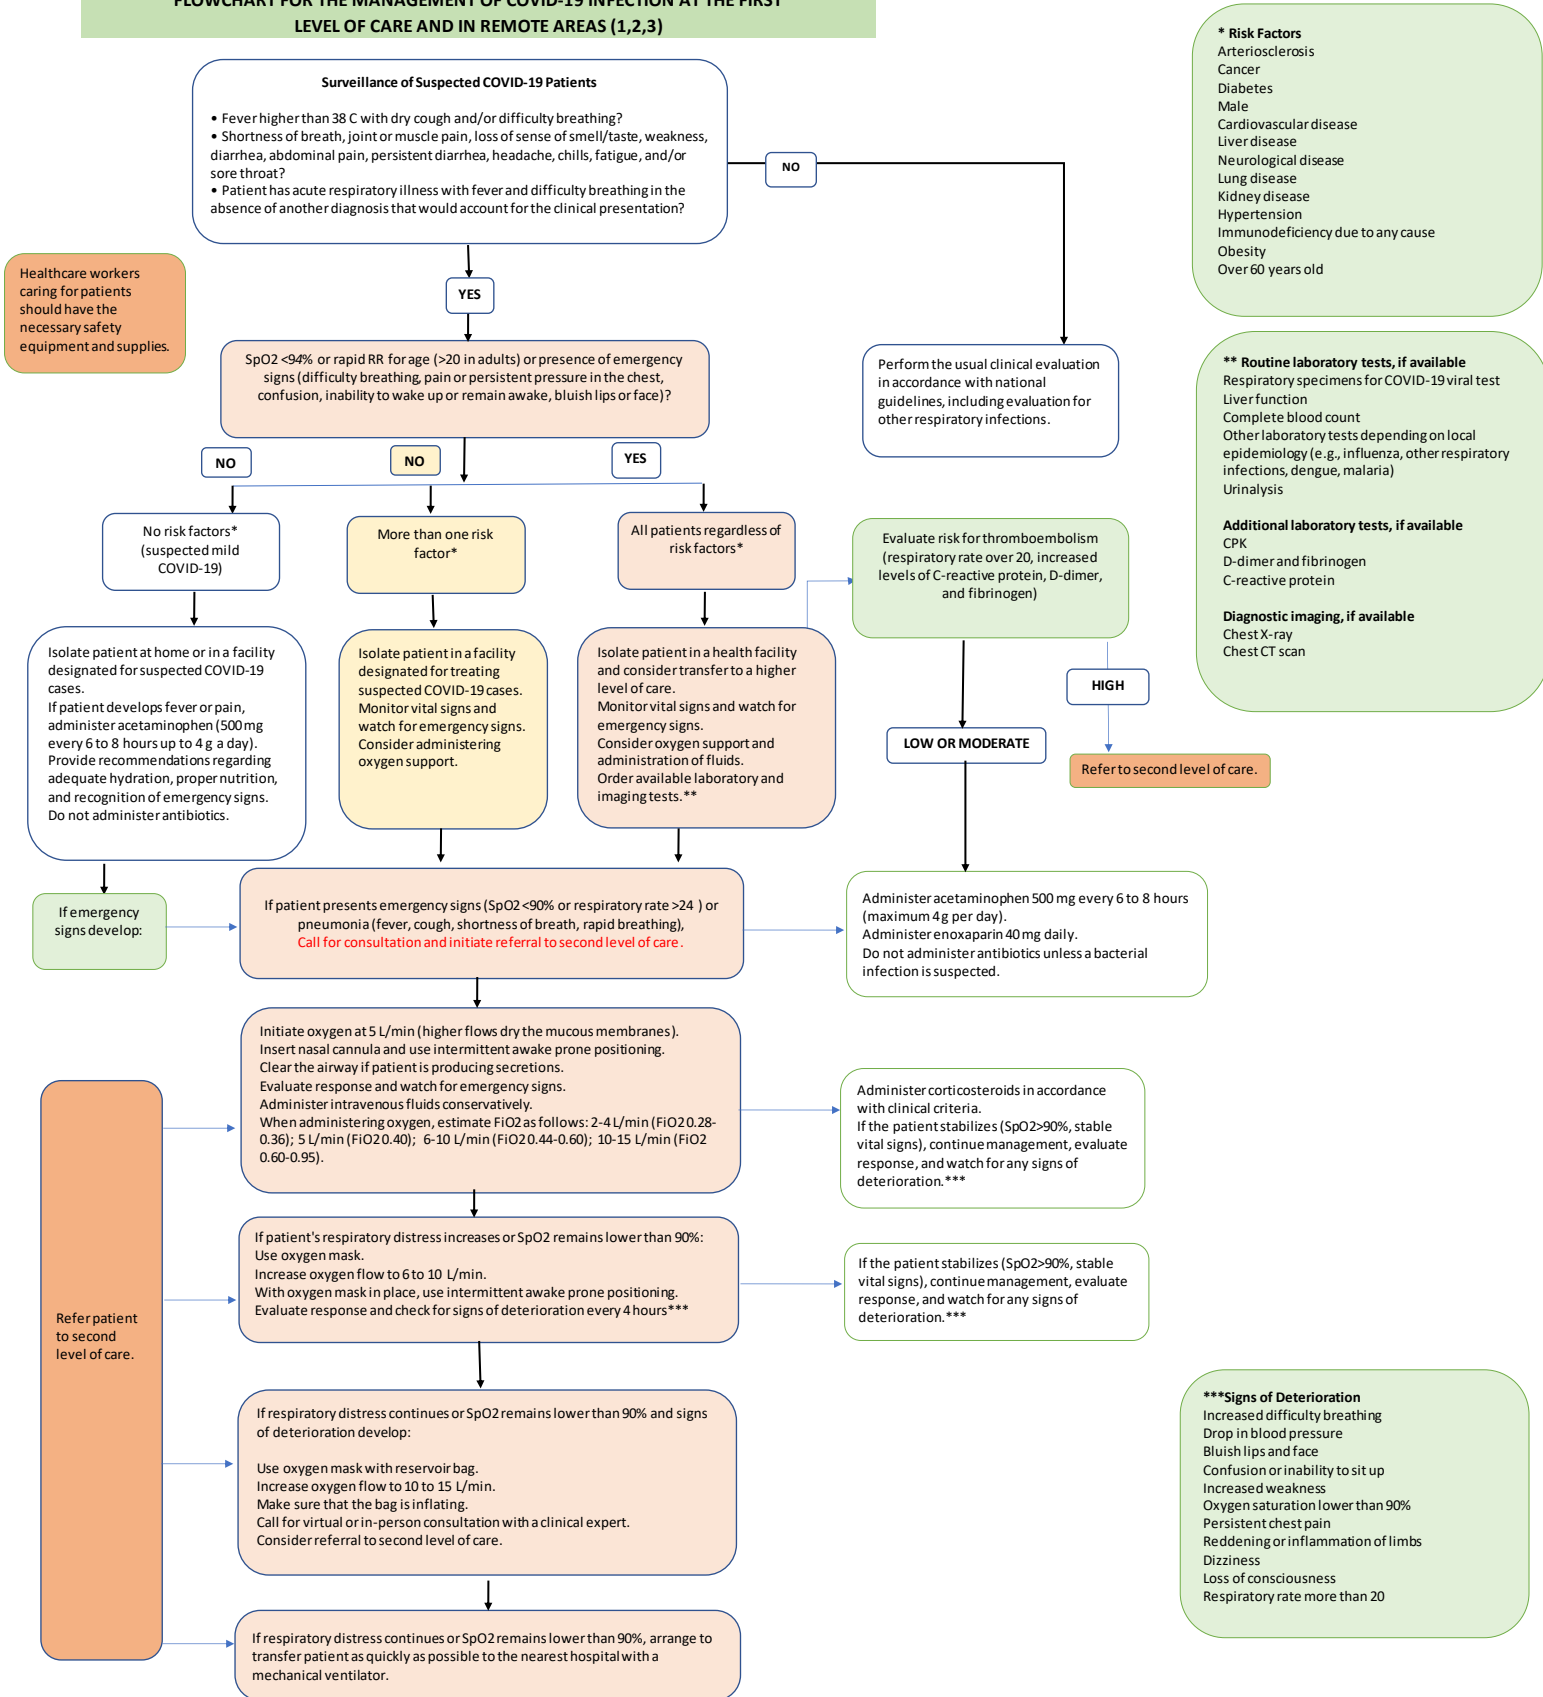 FLOWCHART FOR THE MANAGEMENT OF COVID-19 INFECTION AT THE FIRST
LEVEL OF CARE AND IN REMOTE AREAS (1,2,3)
Surveillance of Suspected COVID-19 Patients
• Fever higher than 38 C with dry cough and/or difficulty breathing?
• Shortness of breath, joint or muscle pain, loss of sense of smell/taste, weakness,
diarrhea, abdominal pain, persistent diarrhea, headache, chills, fatigue, and/or
sore throat?
• Patient has acute respiratory illness with fever and difficulty breathing in the
absence of another diagnosis that would account for the clinical presentation?
NO
* Risk Factors
Arteriosclerosis
Cancer
Diabetes
Male
Cardiovascular disease
Liver disease
Neurological disease
Lung disease
Kidney disease
Hypertension
Immunodeficiency due to any cause
Obesity
Over 60 years old
Healthcare workers
caring for patients
should have the
necessary safety
equipment and supplies.
YES
SpO2 <94% or rapid RR for age (>20 in adults) or presence of emergency
signs (difficulty breathing, pain or persistent pressure in the chest,
confusion, inability to wake up or remain awake, bluish lips or face)?
Perform the usual clinical evaluation
in accordance with national
guidelines, including evaluation for
other respiratory infections.
** Routine laboratory tests, if available
Respiratory specimens for COVID-19 viral test
Liver function
Complete blood count
Other laboratory tests depending on local
epidemiology (e.g., influenza, other respiratory
infections, dengue, malaria)
Urinalysis
Additional laboratory tests, if available
CPK
D-dimer and fibrinogen
C-reactive protein
Diagnostic imaging, if available
Chest X-ray
Chest CT scan
NO
NO
YES
No risk factors*
(suspected mild
COVID-19)
More than one risk
factor*
All patients regardless of
risk factors*
Evaluate risk for thromboembolism
(respiratory rate over 20, increased
levels of C-reactive protein, D-dimer,
and fibrinogen)
Isolate patient at home or in a facility
designated for suspected COVID-19
cases.
If patient develops fever or pain,
administer acetaminophen (500 mg
every 6 to 8 hours up to 4 g a day).
Provide recommendations regarding
adequate hydration, proper nutrition,
and recognition of emergency signs.
Do not administer antibiotics.
Isolate patient in a facility
designated for treating
suspected COVID-19 cases.
Monitor vital signs and
watch for emergency signs.
Consider administering
oxygen support.
Isolate patient in a health facility
and consider transfer to a higher
level of care.
Monitor vital signs and watch for
emergency signs.
Consider oxygen support and
administration of fluids.
Order available laboratory and
imaging tests.**
HIGH
LOW OR MODERATE
Refer to second level of care.
If emergency
signs develop:
If patient presents emergency signs (SpO2 <90% or respiratory rate >24 ) or
pneumonia (fever, cough, shortness of breath, rapid breathing),
Call for consultation and initiate referral to second level of care.
Administer acetaminophen 500 mg every 6 to 8 hours
(maximum 4 g per day).
Administer enoxaparin 40 mg daily.
Do not administer antibiotics unless a bacterial
infection is suspected.
Initiate oxygen at 5 L/min (higher flows dry the mucous membranes).
Insert nasal cannula and use intermittent awake prone positioning.
Clear the airway if patient is producing secretions.
Evaluate response and watch for emergency signs.
Administer intravenous fluids conservatively.
When administering oxygen, estimate FiO2 as follows: 2-4 L/min (FiO2 0.28-
0.36); 5 L/min (FiO2 0.40); 6-10 L/min (FiO2 0.44-0.60); 10-15 L/min (FiO2
0.60-0.95).
Administer corticosteroids in accordance
with clinical criteria.
If the patient stabilizes (SpO2>90%, stable
vital signs), continue management, evaluate
response, and watch for any signs of
deterioration.***
If patient's respiratory distress increases or SpO2 remains lower than 90%:
Use oxygen mask.
Increase oxygen flow to 6 to 10 L/min.
With oxygen mask in place, use intermittent awake prone positioning.
Evaluate response and check for signs of deterioration every 4 hours***
If the patient stabilizes (SpO2>90%, stable
vital signs), continue management, evaluate
response, and watch for any signs of
deterioration.***
Refer patient
to second
level of care.
If respiratory distress continues or SpO2 remains lower than 90% and signs
of deterioration develop:
Use oxygen mask with reservoir bag.
Increase oxygen flow to 10 to 15 L/min.
Make sure that the bag is inflating.
Call for virtual or in-person consultation with a clinical expert.
Consider referral to second level of care.
***Signs of Deterioration
Increased difficulty breathing
Drop in blood pressure
Bluish lips and face
Confusion or inability to sit up
Increased weakness
Oxygen saturation lower than 90%
Persistent chest pain
Reddening or inflammation of limbs
Dizziness
Loss of consciousness
Respiratory rate more than 20
If respiratory distress continues or SpO2 remains lower than 90%, arrange to
transfer patient as quickly as possible to the nearest hospital with a
mechanical ventilator.